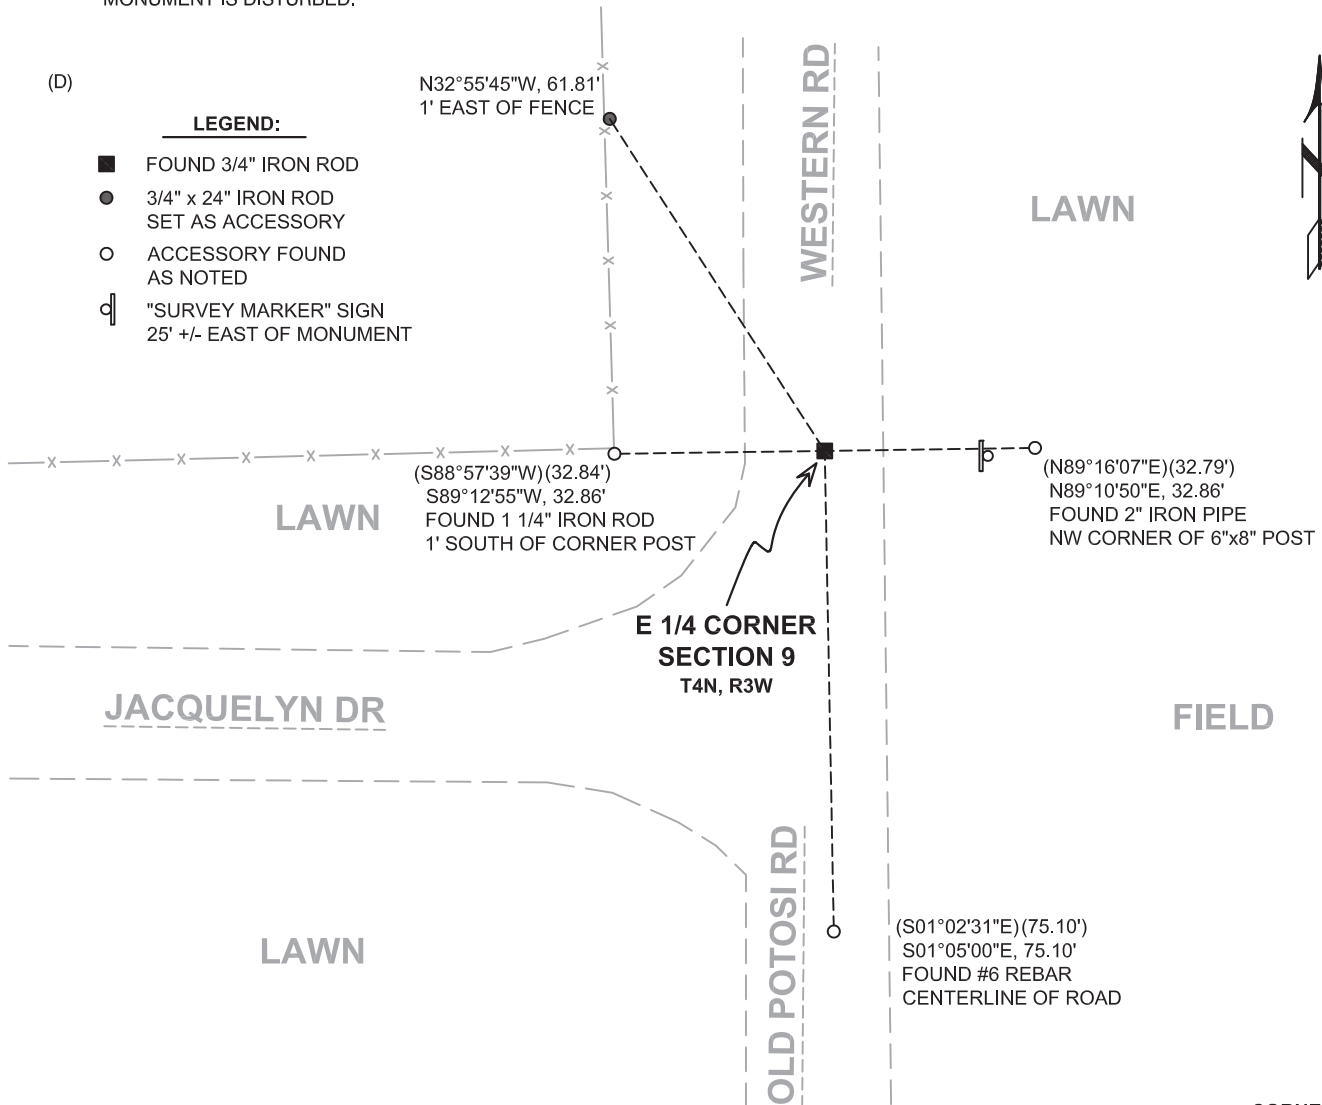 MONUMENT IS DISTURBED.
(D)
LEGEND:
FOUND 3/4" IRON ROD
3/4" x 24" IRON ROD
SET AS ACCESSORY
ACCESSORY FOUND
AS NOTED
"SURVEY MARKER" SIGN
25' +/- EAST OF MONUMENT
N32°55'45"W, 61.81'
1' EAST OF FENCE
WESTERN RD
LAWN
N
(S88°57'39"W)(32.84')
S89°12'55"W, 32.86'
FOUND 1 1/4" IRON ROD
1' SOUTH OF CORNER POST
LAWN
(N89°16'07"E)(32.79')
N89°10'50"E, 32.86'
FOUND 2" IRON PIPE
NW CORNER OF 6"x8" POST
E 1/4 CORNER
SECTION 9
T4N, R3W
JACQUELYN DR
FIELD
OLD POTOSI RD
LAWN
(S01°02'31"E)(75.10')
S01°05'00"E, 75.10'
FOUND #6 REBAR
CENTERLINE OF ROAD